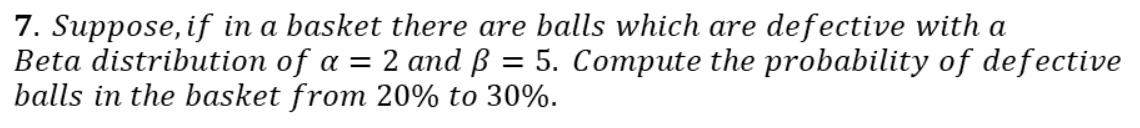 7. Suppose, if in a basket there are balls which are defective with a
Beta distribution of α = 2 and β = 5. Compute the probability of defective
balls in the basket from 20% to 30%.